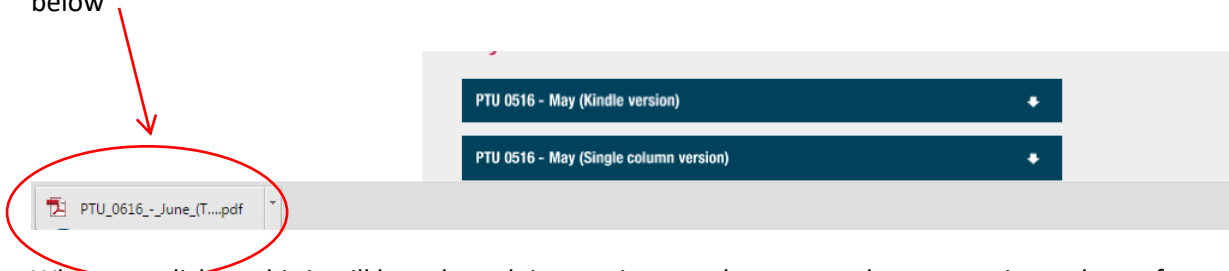 below
PTU 0516 - May (Kindle version)
PTU 0516 - May (Single column version)
PTU_0616_-_June_(T....pdf